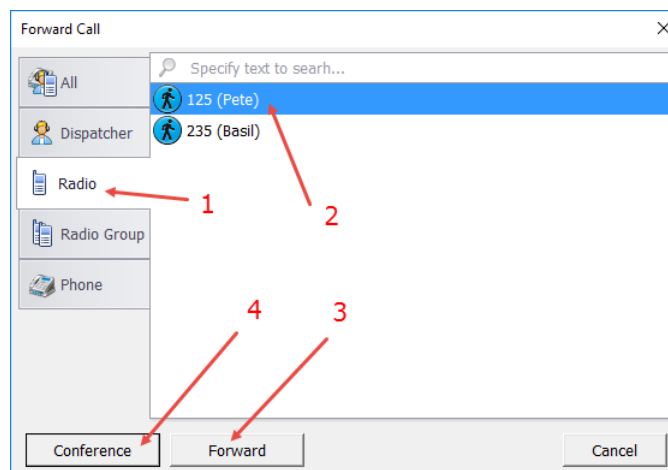 Forward Call
All
Specify text to searh...
125 (Pete)
Dispatcher
235 (Basil)
Radio
1
2
Radio Group
Phone
4
3
Conference
Forward
Cancel